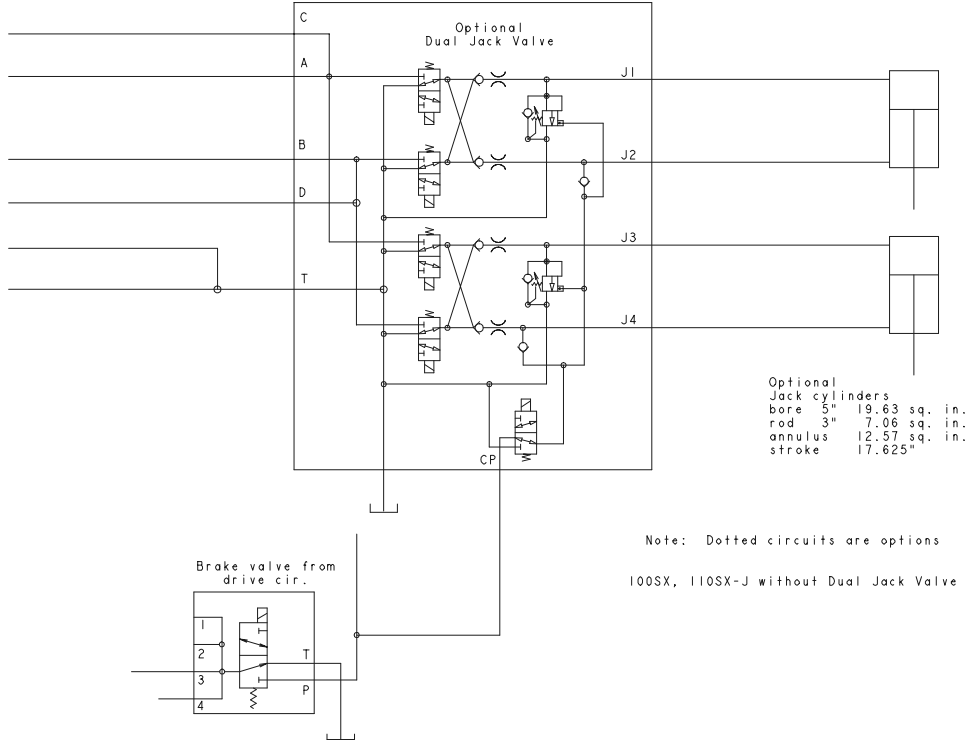 C
Optional
Dual Jack Valve
A
J1
B
J2
D
J3
T
J4
Optional
Jack cylinders
bore 5" 19.63 sq. in.
rod 3" 7.06 sq. in.
annulus 12.57 sq. in.
stroke 17.625"
CP
Note: Dotted circuits are options
100SX, 110SX-J without Dual Jack Valve
Brake valve from
drive cir.
1
2
T
3
P
4